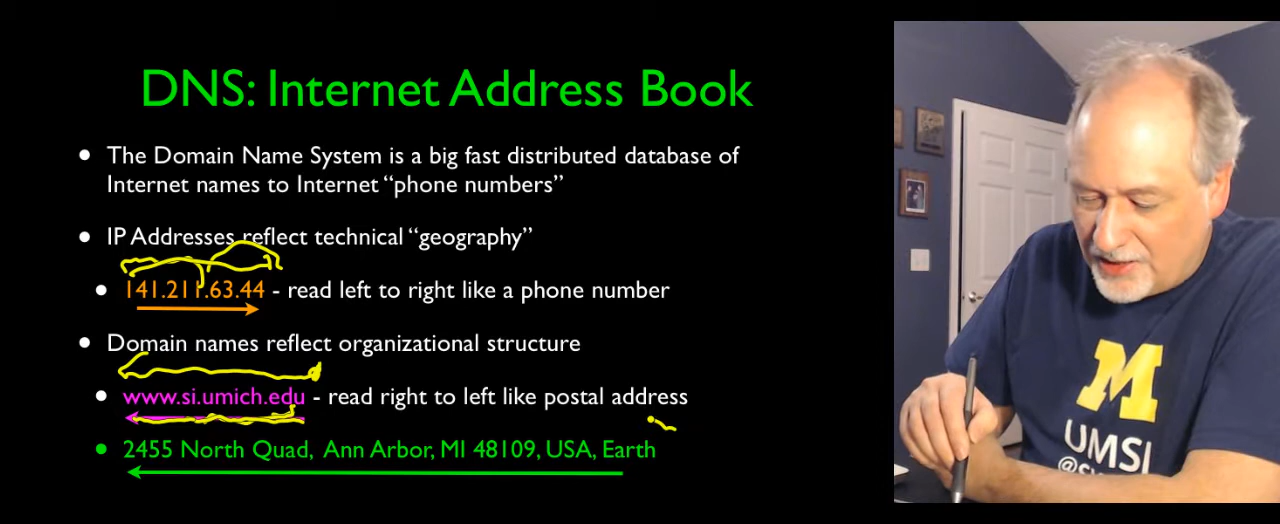 DNS: Internet Address Book
• The Domain Name System is a big fast distributed database of
Internet names to Internet “phone numbers”
• IP Addresses reflect technical “geography”
• 141.211.63.44 - read left to right like a phone number
• Domain names reflect organizational structure
• www.si.umich.edu - read right to left like postal address
• 2455 North Quad, Ann Arbor, MI 48109, USA, Earth
M
UMSI